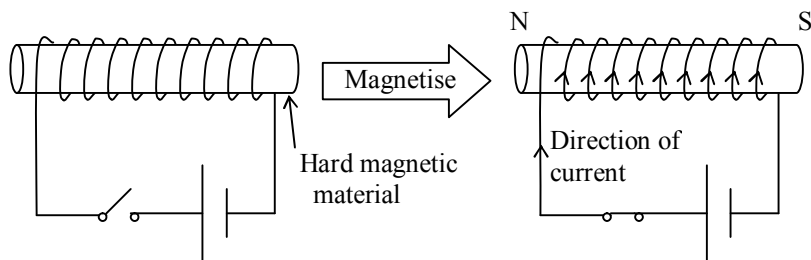 N
S
Magnetise
Hard magnetic
material
Direction of
current